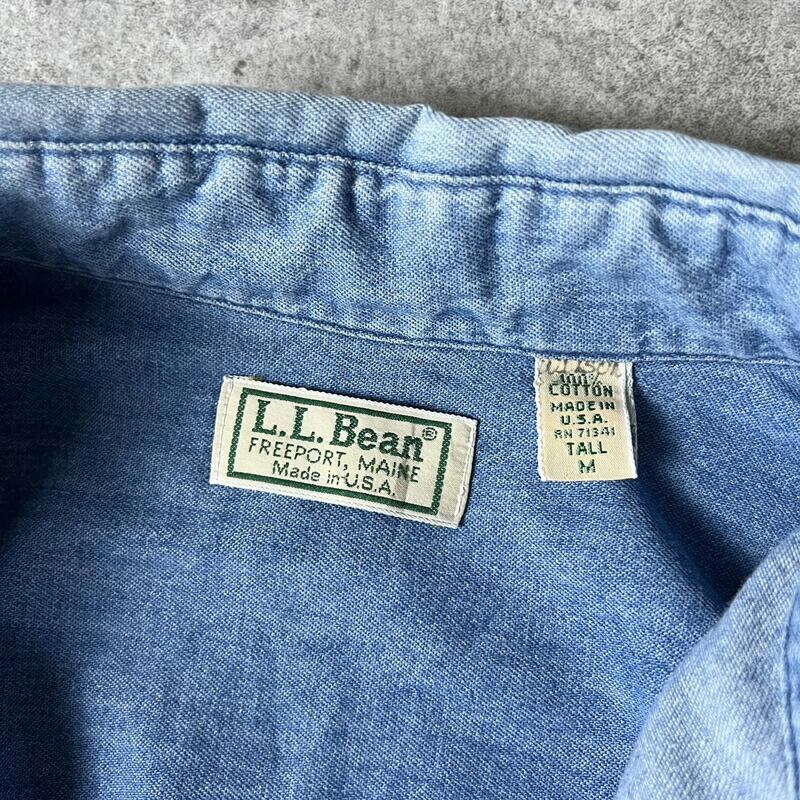 L.L.Bean®
FREEPORT, MAINE
Made in U.S.A.
100%
COTTON
MADE IN
U.S.A.
RN 71341
TALL
M